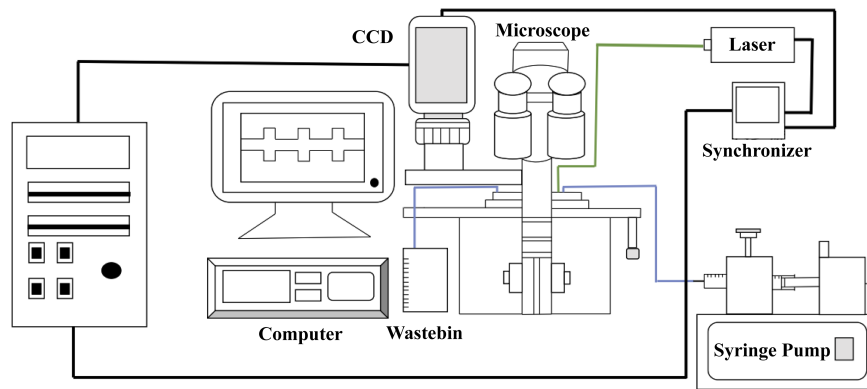 Microscope
CCD
Laser
Synchronizer
Computer
Wastebin
Syringe Pump